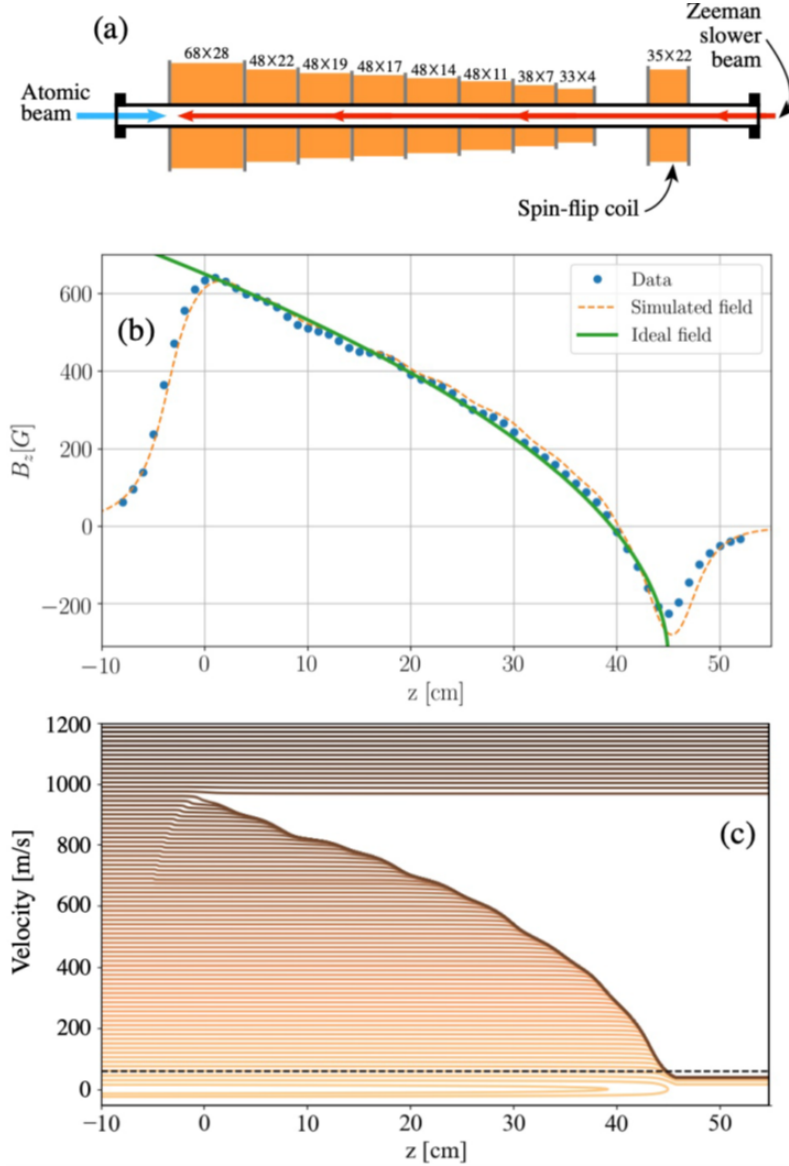 (a)
Zeeman
slower
beam
68×28
48×22
48×19
48×17
48×14
48×11
38×7
33×4
35×22
Atomic
beam
Spin-flip coil
(b)
Data
Simulated field
Ideal field
B_z[G]
600
400
200
0
−200
−10
0
10
20
30
40
50
z [cm]
(c)
Velocity [m/s]
1200
1000
800
600
400
200
0
−10
0
10
20
30
40
50
z [cm]